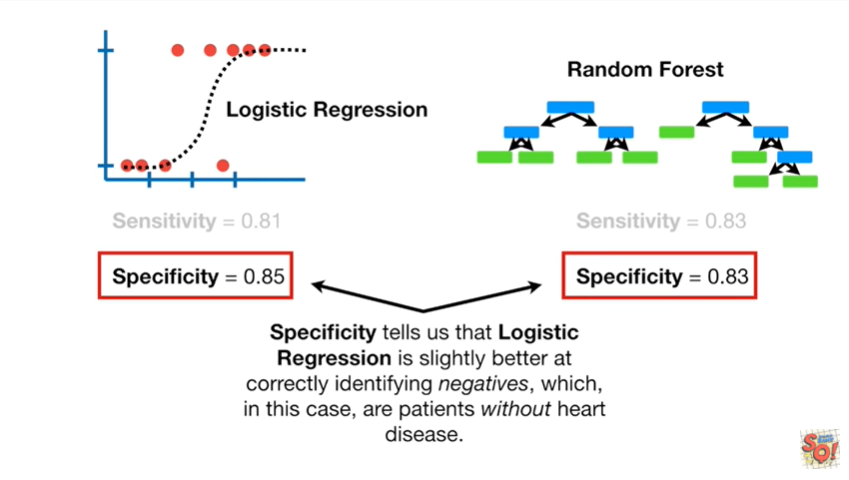 Random Forest
Logistic Regression
Sensitivity = 0.81
Sensitivity = 0.83
Specificity = 0.85
Specificity = 0.83
Specificity tells us that Logistic
Regression is slightly better at
correctly identifying negatives, which,
in this case, are patients without heart
disease.
SQ!